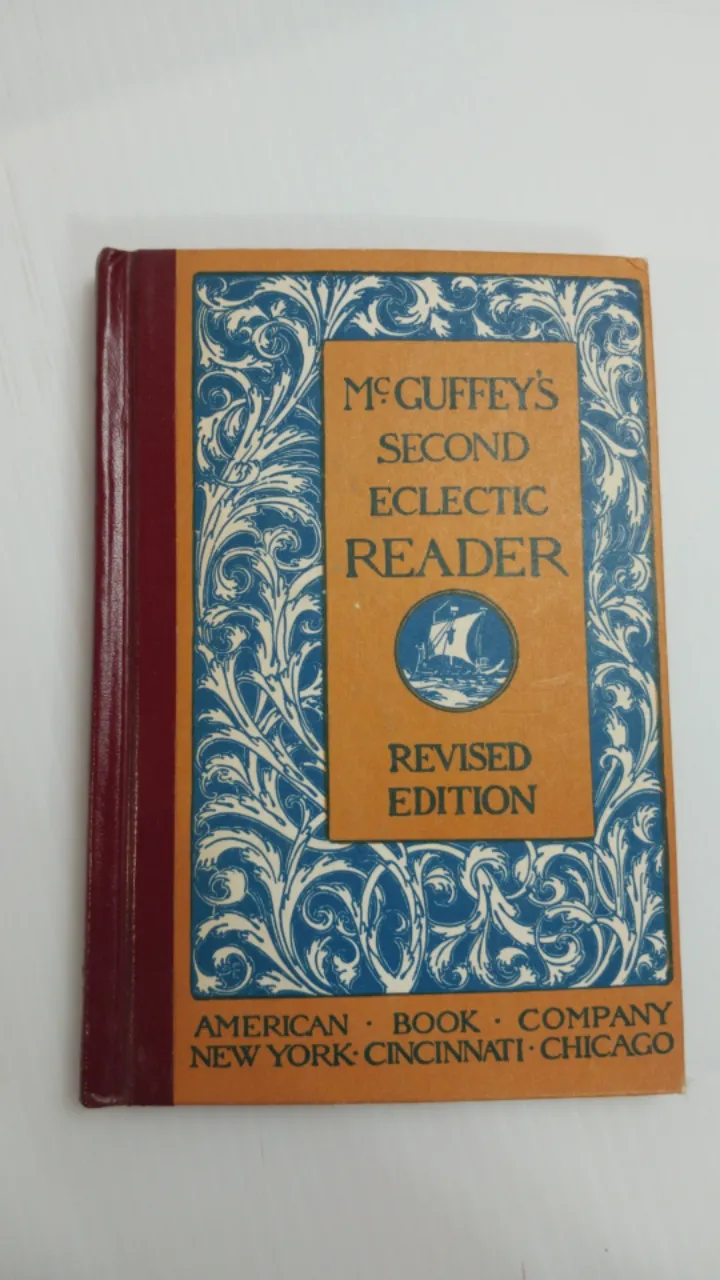 McGUFFEY'S
SECOND
ECLECTIC
READER
REVISED
EDITION
AMERICAN · BOOK · COMPANY
NEW YORK · CINCINNATI · CHICAGO